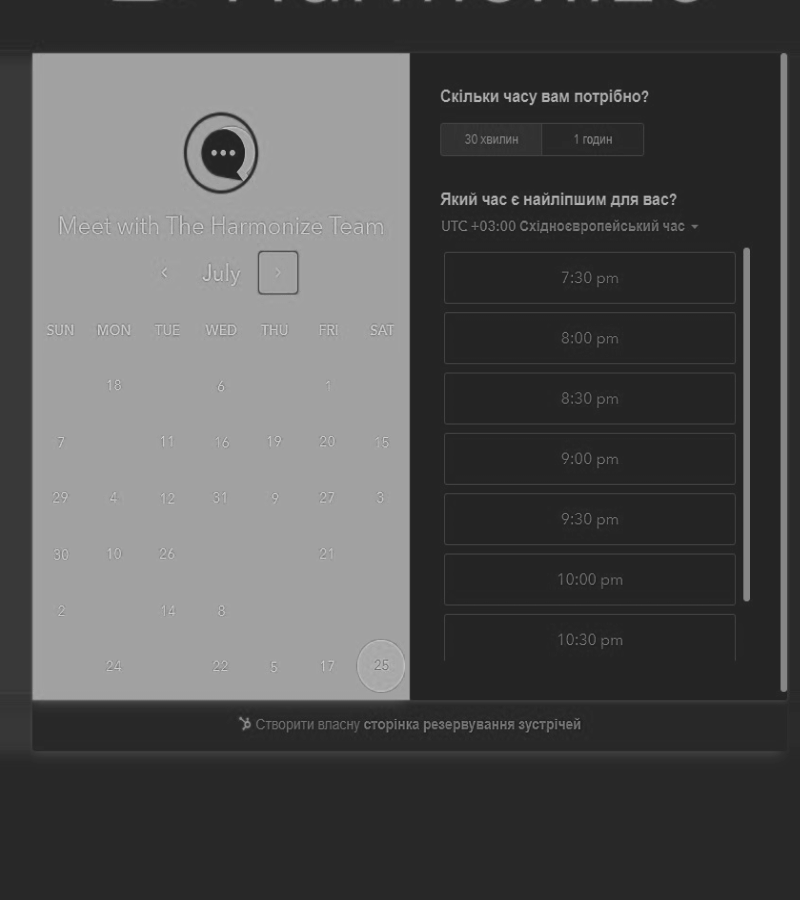 Meet with The Harmonize Team
July
SUN MON TUE WED THU FRI SAT
18 6 1
7 11 16 19 20 15
29 4 12 31 9 27 3
30 10 26 21
2 14 8
24 22 5 17 25
Скільки часу вам потрібно?
30 хвилин 1 годин
Який час є найліпшим для вас?
UTC +03:00 Східноєвропейський час
7:30 pm
8:00 pm
8:30 pm
9:00 pm
9:30 pm
10:00 pm
10:30 pm
Створити власну сторінка резервування зустрічей